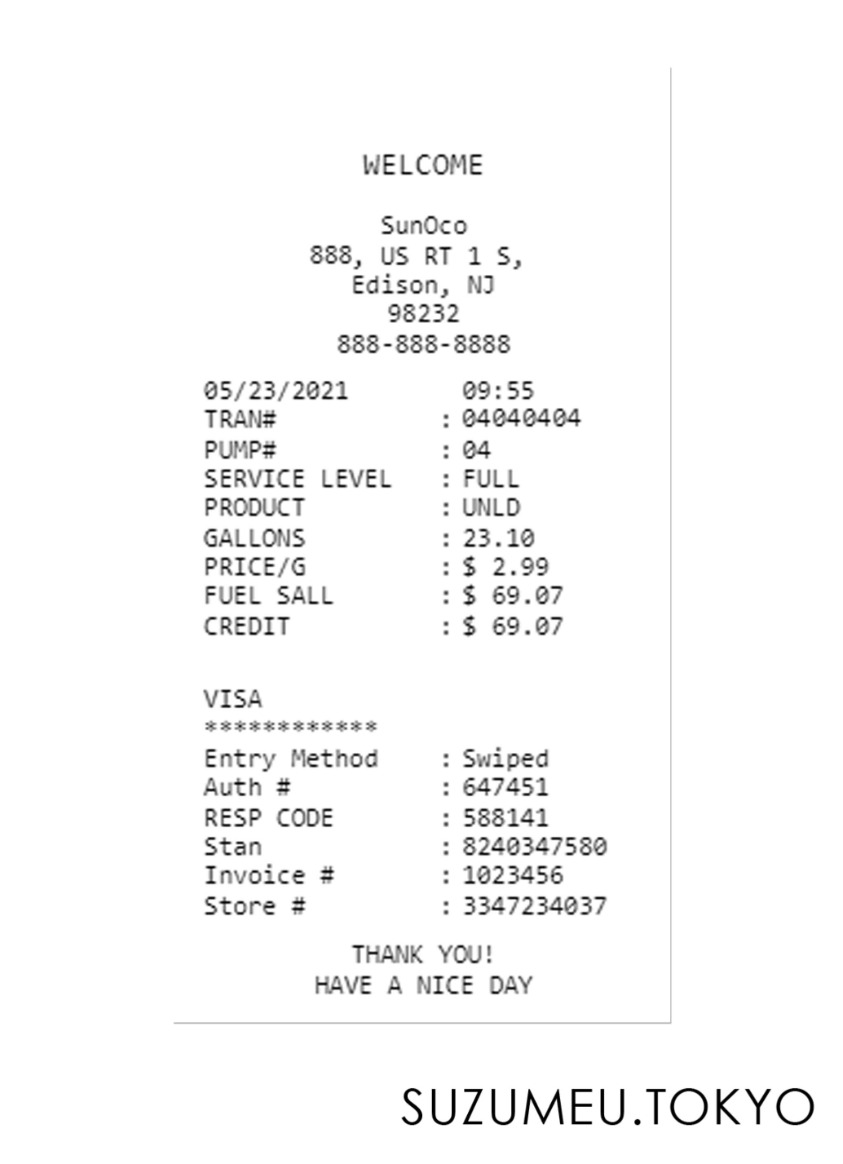 WELCOME
SunOco
888, US RT 1 S,
Edison, NJ
98232
888-888-8888
05/23/2021 09:55
TRAN# : 04040404
PUMP# : 04
SERVICE LEVEL : FULL
PRODUCT : UNLD
GALLONS : 23.10
PRICE/G : $ 2.99
FUEL SALL : $ 69.07
CREDIT : $ 69.07
VISA
************
Entry Method : Swiped
Auth # : 647451
RESP CODE : 588141
Stan : 8240347580
Invoice # : 1023456
Store # : 3347234037
THANK YOU!
HAVE A NICE DAY
SUZUMEU.TOKYO